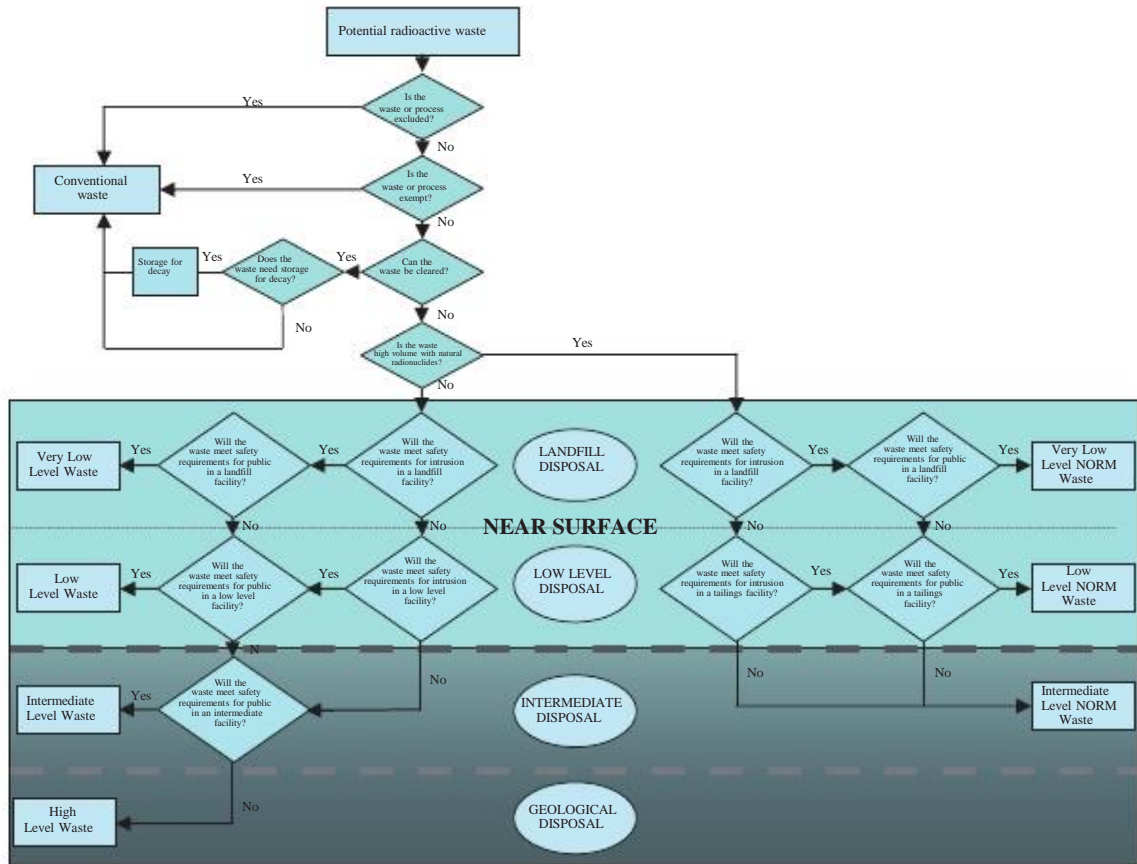 Potential radioactive waste
Is the
waste or process
excluded?
Yes
No
Conventional
waste
Is the
waste or process
exempt?
Yes
No
Storage for
decay
Yes
Does the
waste need storage
for decay?
Yes
Can the
waste be cleared?
No
No
Is the waste
high volume with natural
radionuclides?
Yes
No
Very Low
Level Waste
Yes
Will the
waste meet safety
requirements for public
in a landfill
facility?
Yes
Will the
waste meet safety
requirements for intrusion
in a landfill
facility?
LANDFILL
DISPOSAL
Will the
waste meet safety
requirements for intrusion
in a landfill
facility?
Yes
Will the
waste meet safety
requirements for public
in a landfill
facility?
Yes
Very Low
Level NORM
Waste
No
No
NEAR SURFACE
No
No
Low
Level Waste
Yes
Will the
waste meet safety
requirements for public
in a low level
facility?
Yes
Will the
waste meet safety
requirements for intrusion
in a low level
facility?
LOW LEVEL
DISPOSAL
Will the
waste meet safety
requirements for intrusion
in a tailings facility?
Yes
Will the
waste meet safety
requirements for public
in a tailings
facility?
Yes
Low
Level NORM
Waste
N
No
No
No
Intermediate
Level Waste
Yes
Will the
waste meet safety
requirements for public
in an intermediate
facility?
INTERMEDIATE
DISPOSAL
Intermediate
Level NORM
Waste
No
High
Level Waste
GEOLOGICAL
DISPOSAL